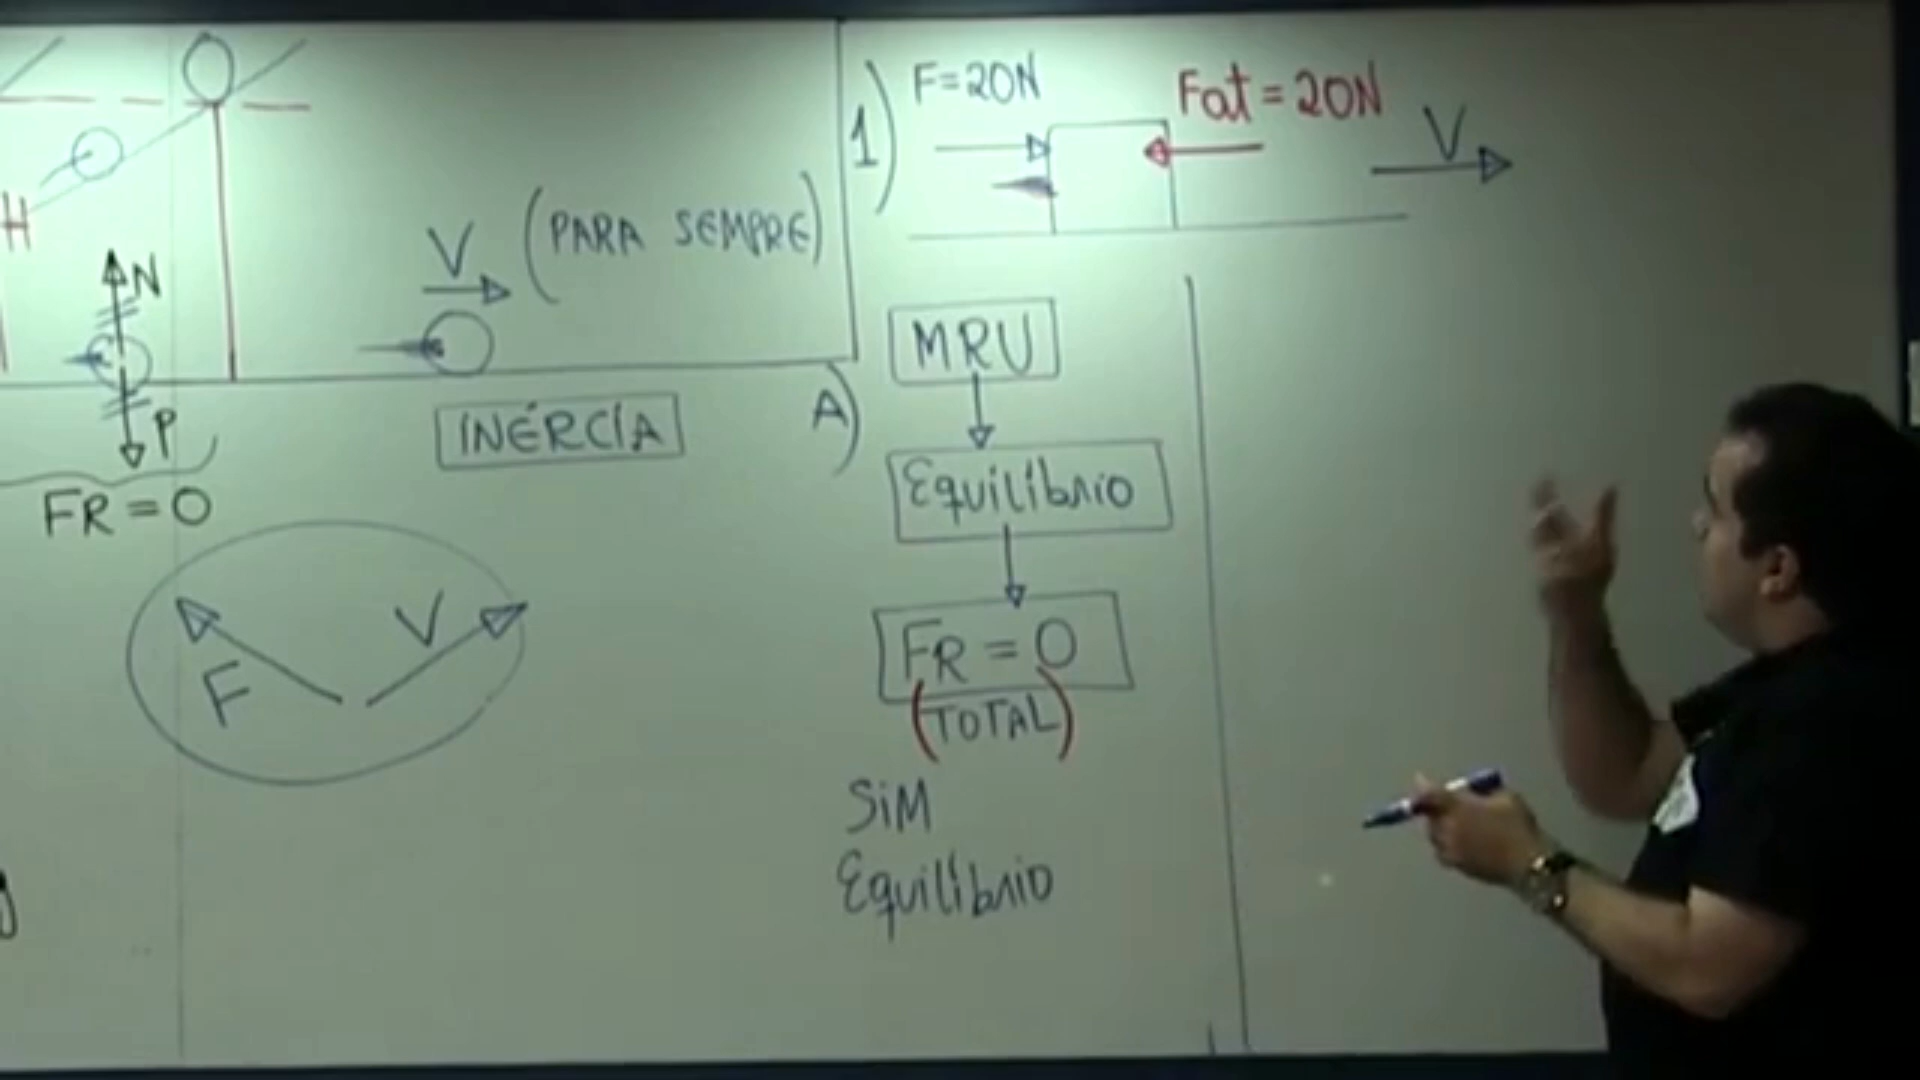 H
N
P
FR = 0
V (PARA SEMPRE)
INÉRCIA
F
V
1) F=20N
Fat = 20N
V
A)
MRU
Equilíbrio
FR = 0
(TOTAL)
SiM
Equilíbrio